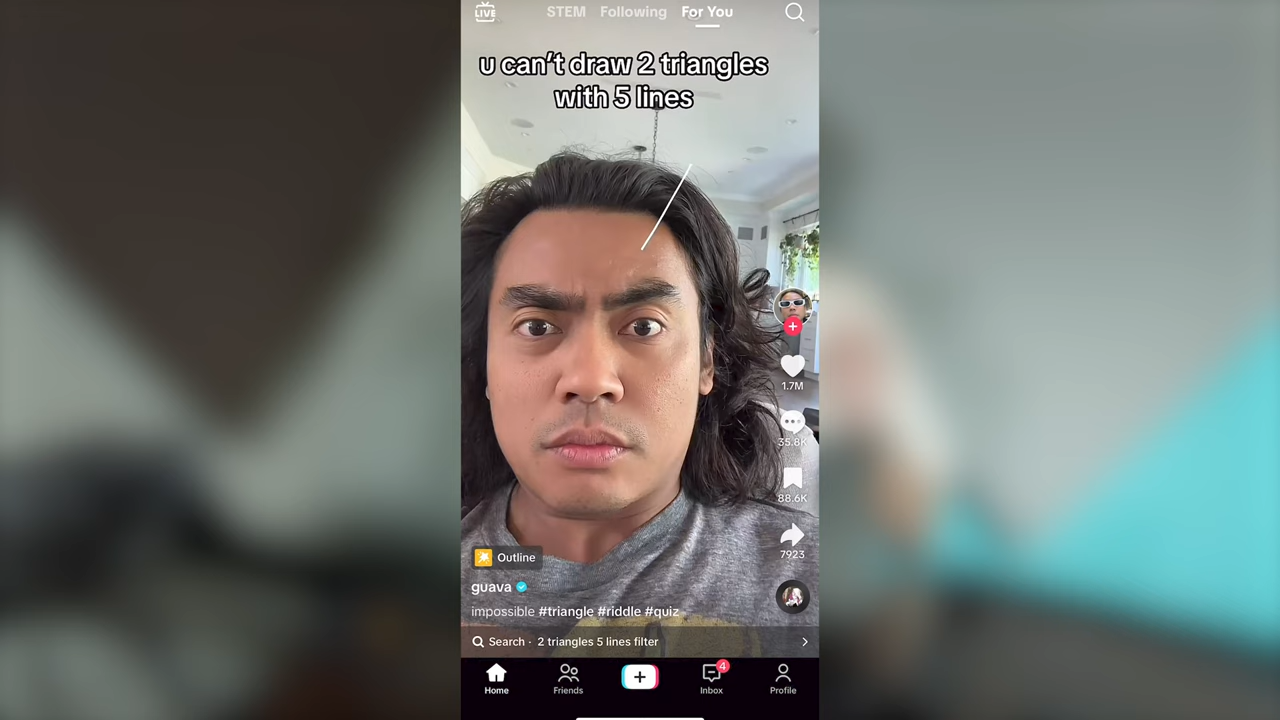 LIVE
STEM Following For You
u can't draw 2 triangles
with 5 lines
1.7M
35.8K
88.6K
7923
Outline
guava
impossible #triangle #riddle #quiz
Search · 2 triangles 5 lines filter
4
Home Friends Inbox Profile